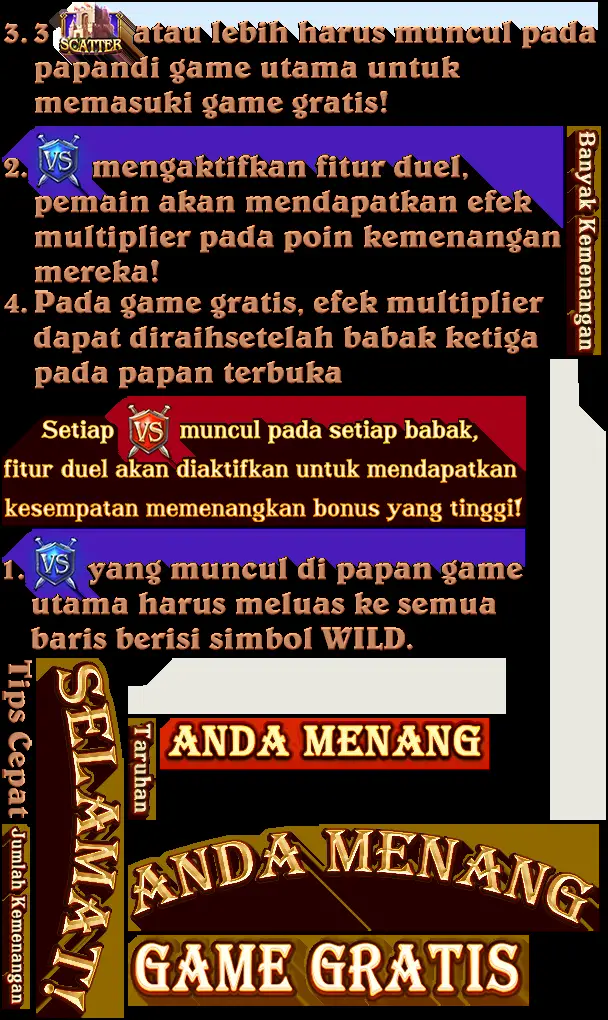 3. 3 SCATTER atau lebih harus muncul pada
papandi game utama untuk
memasuki game gratis!
2. VS mengaktifkan fitur duel,
pemain akan mendapatkan efek
multiplier pada poin kemenangan
mereka!
4. Pada game gratis, efek multiplier
dapat diraihsetelah babak ketiga
pada papan terbuka
Banyak Kemenangan
Setiap VS muncul pada setiap babak,
fitur duel akan diaktifkan untuk mendapatkan
kesempatan memenangkan bonus yang tinggi!
1. VS yang muncul di papan game
utama harus meluas ke semua
baris berisi simbol WILD.
Tips Cepat
SELAMAT!
Taruhan
ANDA MENANG
Jumlah Kemenangan
ANDA MENANG
GAME GRATIS